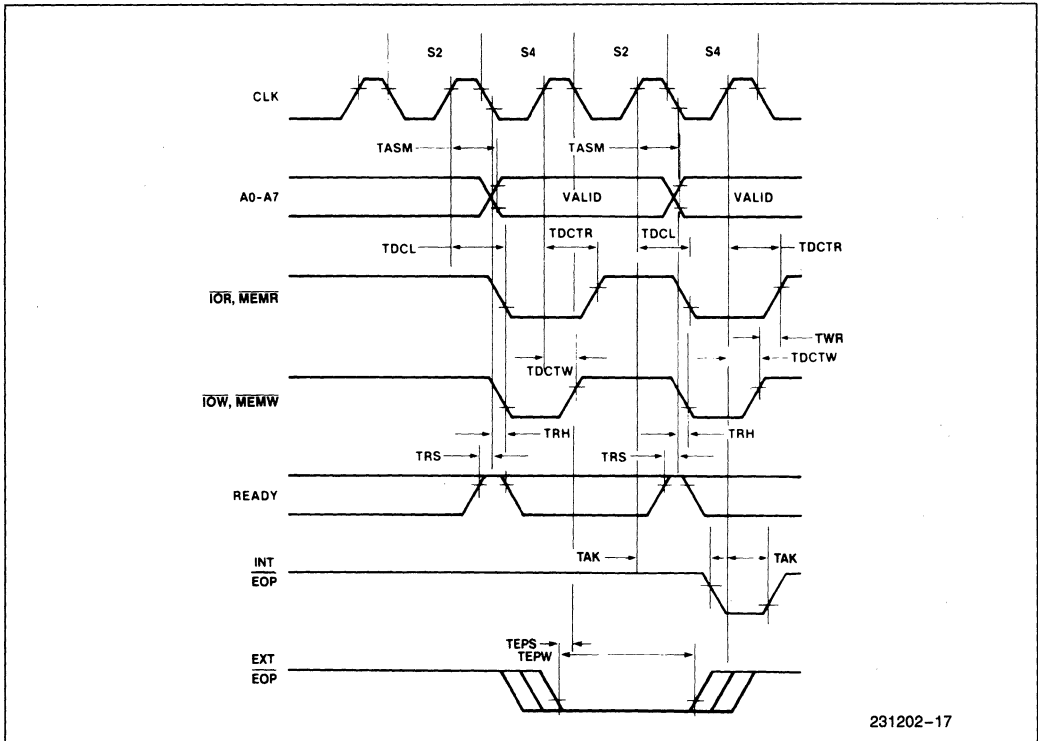 S2 S4 S2 S4
CLK
TASM TASM
A0-A7 VALID VALID
TDCL TDCTR TDCL TDCTR
IOR, MEMR
TWR
TDCTW TDCTW
IOW, MEMW
TRH TRH
TRS TRS
READY
INT
EOP
TAK TAK
TEPS
TEPW
EXT
EOP
231202-17